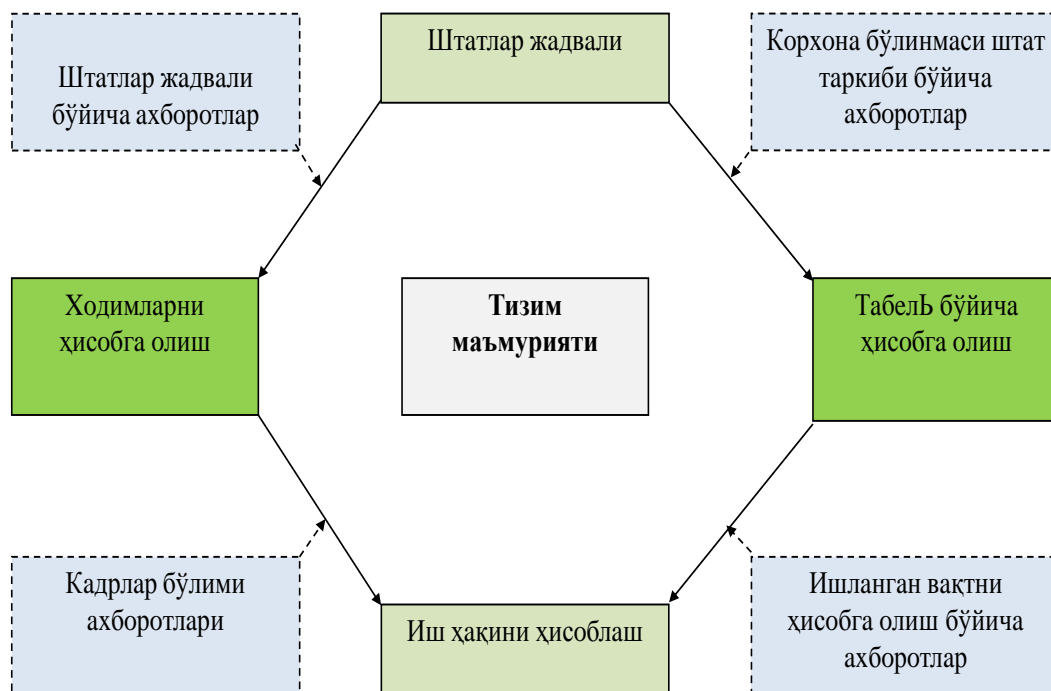 Штатлар жадвали
бўйича ахборотлар
Штатлар жадвали
Корхона бўлинмаси штат
таркиби бўйича
ахборотлар
Ходимларни
ҳисобга олиш
Тизим
маъмурияти
ТабелЬ бўйича
ҳисобга олиш
Кадрлар бўлими
ахборотлари
Иш ҳақини ҳисоблаш
Ишланган вақтни
ҳисобга олиш бўйича
ахборотлар